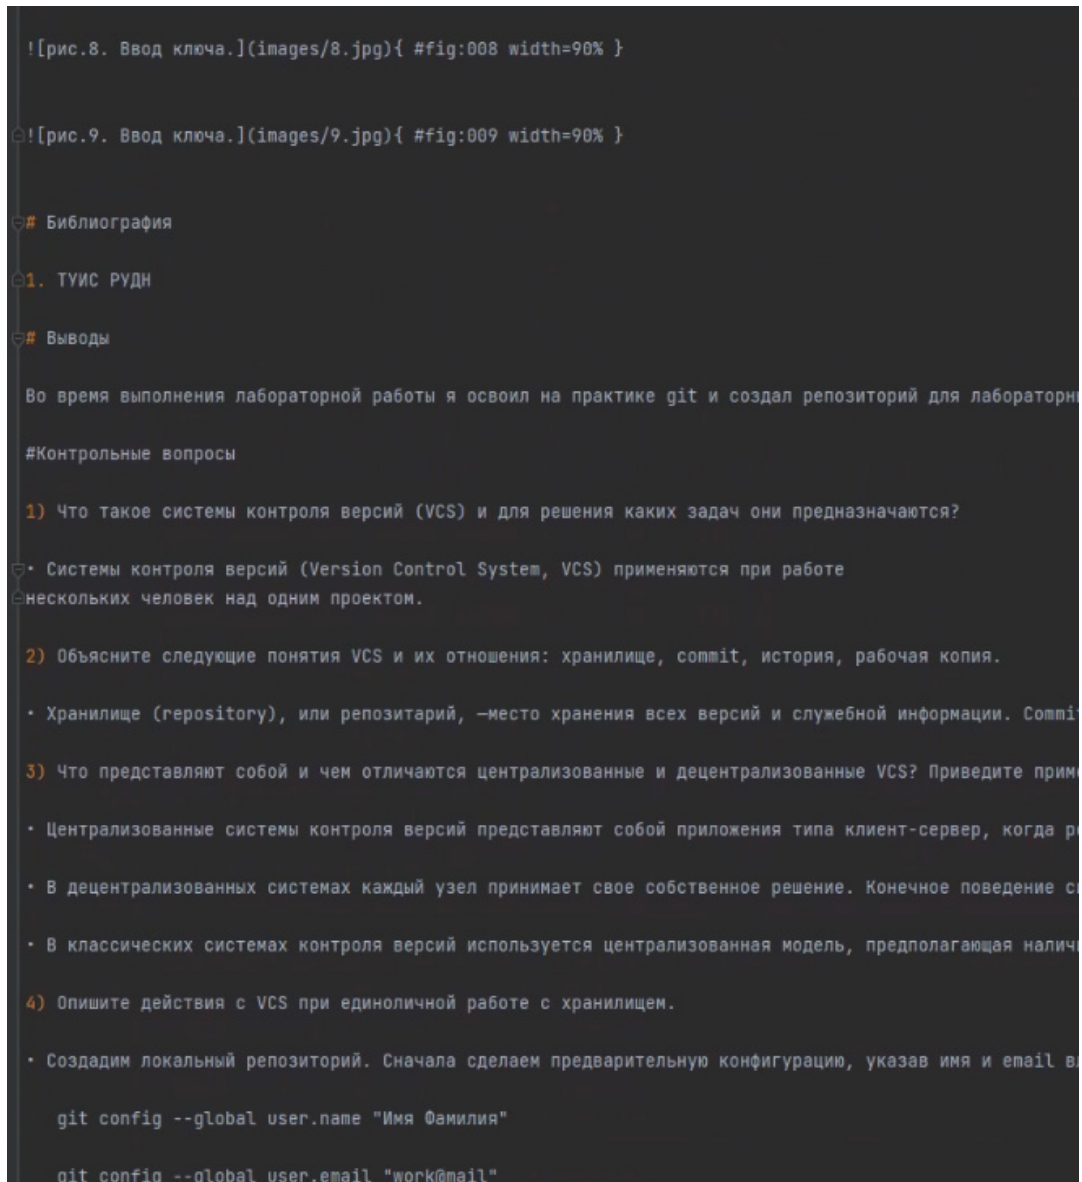 ![рис.8. Ввод ключа.](images/8.jpg){ #fig:008 width=90% }
![рис.9. Ввод ключа.](images/9.jpg){ #fig:009 width=90% }
# Библиография
1. ТУИС РУДН
# Выводы
Во время выполнения лабораторной работы я освоил на практике git и создал репозиторий для
#Контрольные вопросы
1) Что такое системы контроля версий (VCS) и для решения каких задач они предназначаются?
• Системы контроля версий (Version Control System, VCS) применяются при работе
нескольких человек над одним проектом.
2) Объясните следующие понятия VCS и их отношения: хранилище, commit, история, рабочая копия.
• Хранилище (repository), или репозитарий, —место хранения всех версий и служебной информации. Commit
3) Что представляют собой и чем отличаются централизованные и децентрализованные VCS? Приведите
• Централизованные системы контроля версий представляют собой приложения типа клиент-сервер, когда
• В децентрализованных системах каждый узел принимает свое собственное решение. Конечное поведение
• В классических системах контроля версий используется централизованная модель, предполагающая
4) Опишите действия с VCS при единоличной работе с хранилищем.
• Создадим локальный репозиторий. Сначала сделаем предварительную конфигурацию, указав имя и email
git config --global user.name "Имя Фамилия"
git config --global user.email "work@mail"